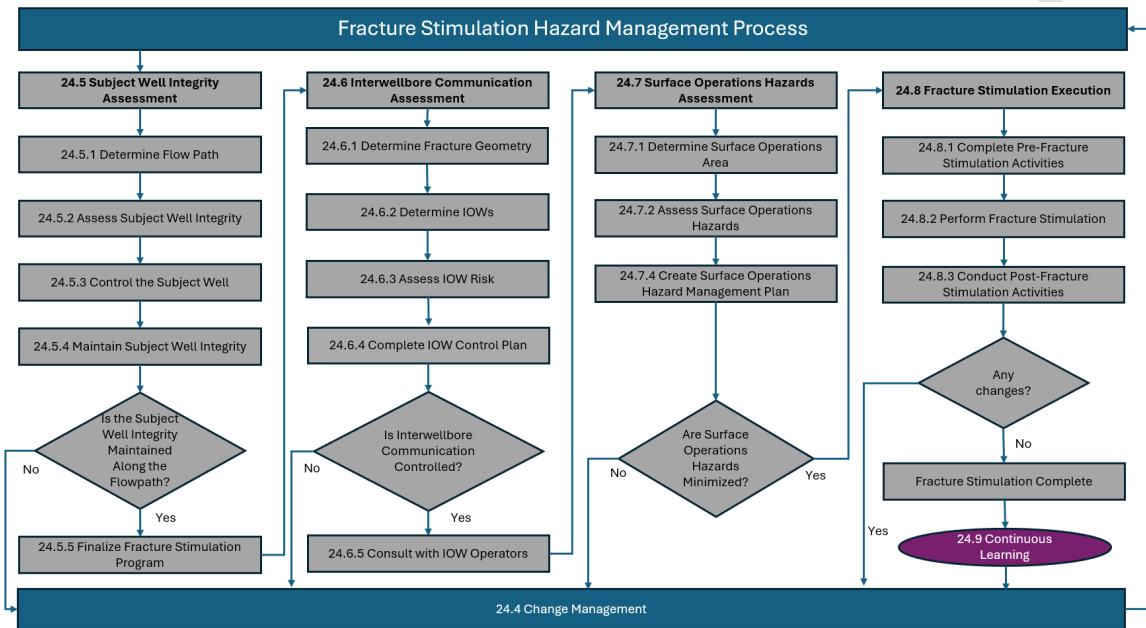 Fracture Stimulation Hazard Management Process
24.5 Subject Well Integrity
Assessment
24.5.1 Determine Flow Path
24.5.2 Assess Subject Well Integrity
24.5.3 Control the Subject Well
24.5.4 Maintain Subject Well Integrity
Is the Subject
Well Integrity
Maintained
Along the
Flowpath?
No
Yes
24.5.5 Finalize Fracture Stimulation
Program
24.6 Interwellbore Communication
Assessment
24.6.1 Determine Fracture Geometry
24.6.2 Determine IOWs
24.6.3 Assess IOW Risk
24.6.4 Complete IOW Control Plan
Is Interwellbore
Communication
Controlled?
No
Yes
24.6.5 Consult with IOW Operators
24.7 Surface Operations Hazards
Assessment
24.7.1 Determine Surface Operations
Area
24.7.2 Assess Surface Operations
Hazards
24.7.4 Create Surface Operations
Hazard Management Plan
Are Surface
Operations
Hazards
Minimized?
No
Yes
24.8 Fracture Stimulation Execution
24.8.1 Complete Pre-Fracture
Stimulation Activities
24.8.2 Perform Fracture Stimulation
24.8.3 Conduct Post-Fracture
Stimulation Activities
Any
changes?
No
Yes
Fracture Stimulation Complete
24.9 Continuous
Learning
24.4 Change Management